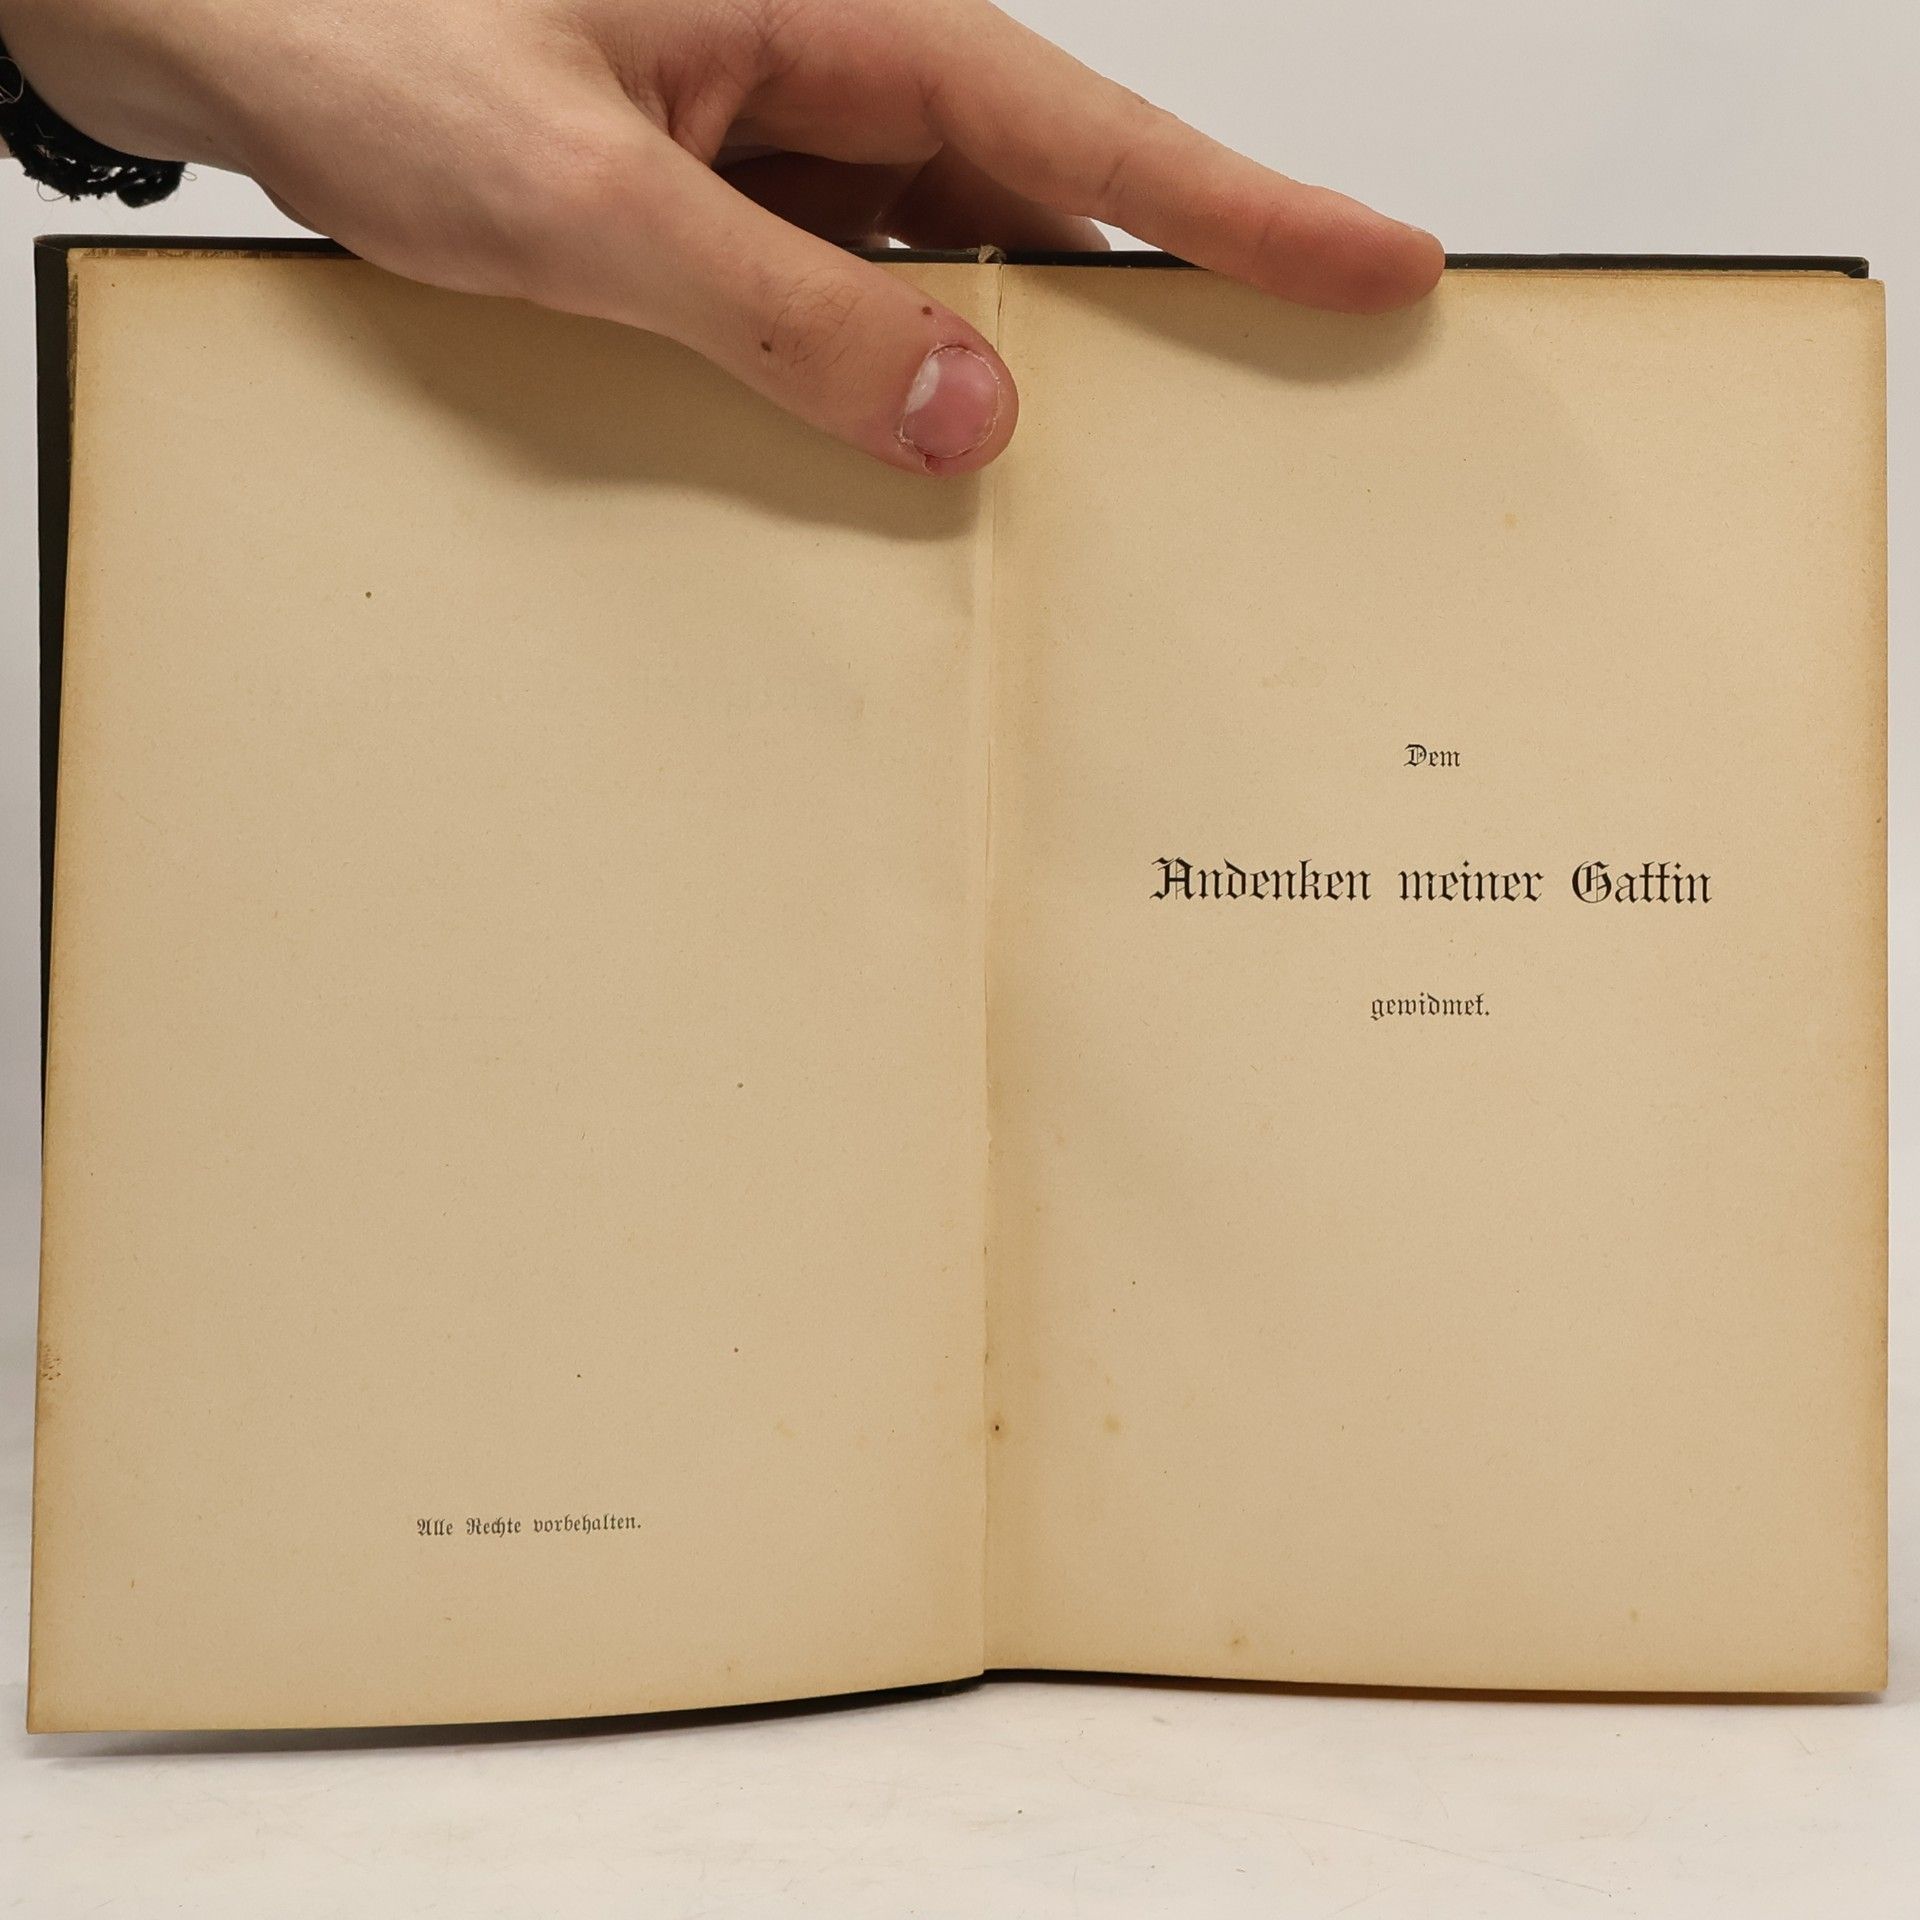 Alle Rechte vorbehalten.
Dem
Andenken meiner Gattin
gewidmet.